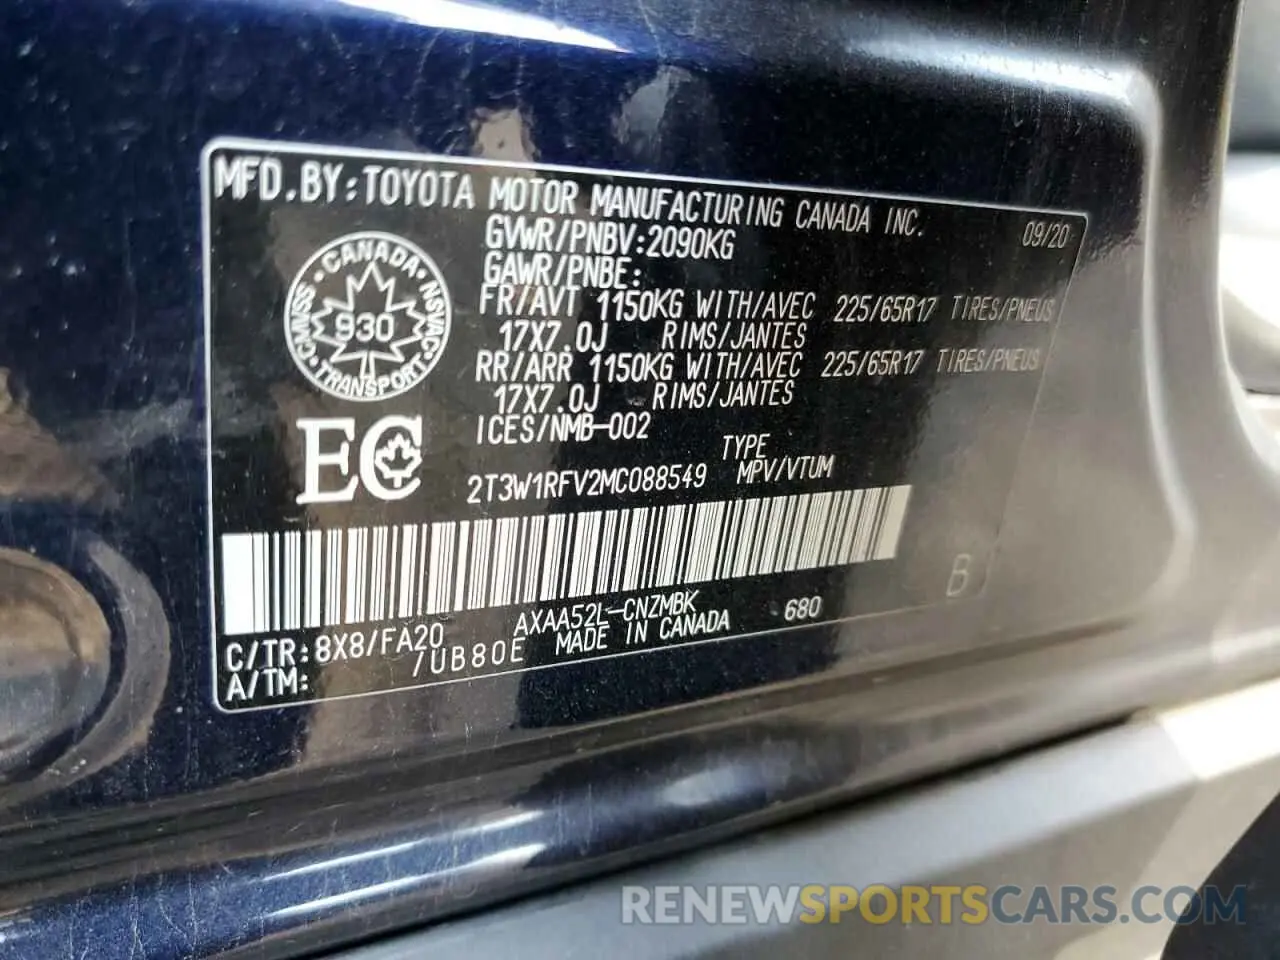 MFD.BY:TOYOTA MOTOR MANUFACTURING CANADA INC.
09/20
GVWR/PNBV:2090KG
GAWR/PNBE:
FR/AVT 1150KG WITH/AVEC 225/65R17 TIRES/PNEUS
17X7.0J RIMS/JANTES
RR/ARR 1150KG WITH/AVEC 225/65R17 TIRES/PNEUS
17X7.0J - RIMS/JANTES
ICES/NMB-002
CANADA
CMVSS
NSVAC
930
TRANSPORT
EC
TYPE
2T3W1RFV2MC088549 MPV/VTUM
B
AXAA52L-CNZMBK 680
C/TR:8X8/FA20
/UB80E MADE IN CANADA
A/TM:
RENEWSPORTSCARS.COM